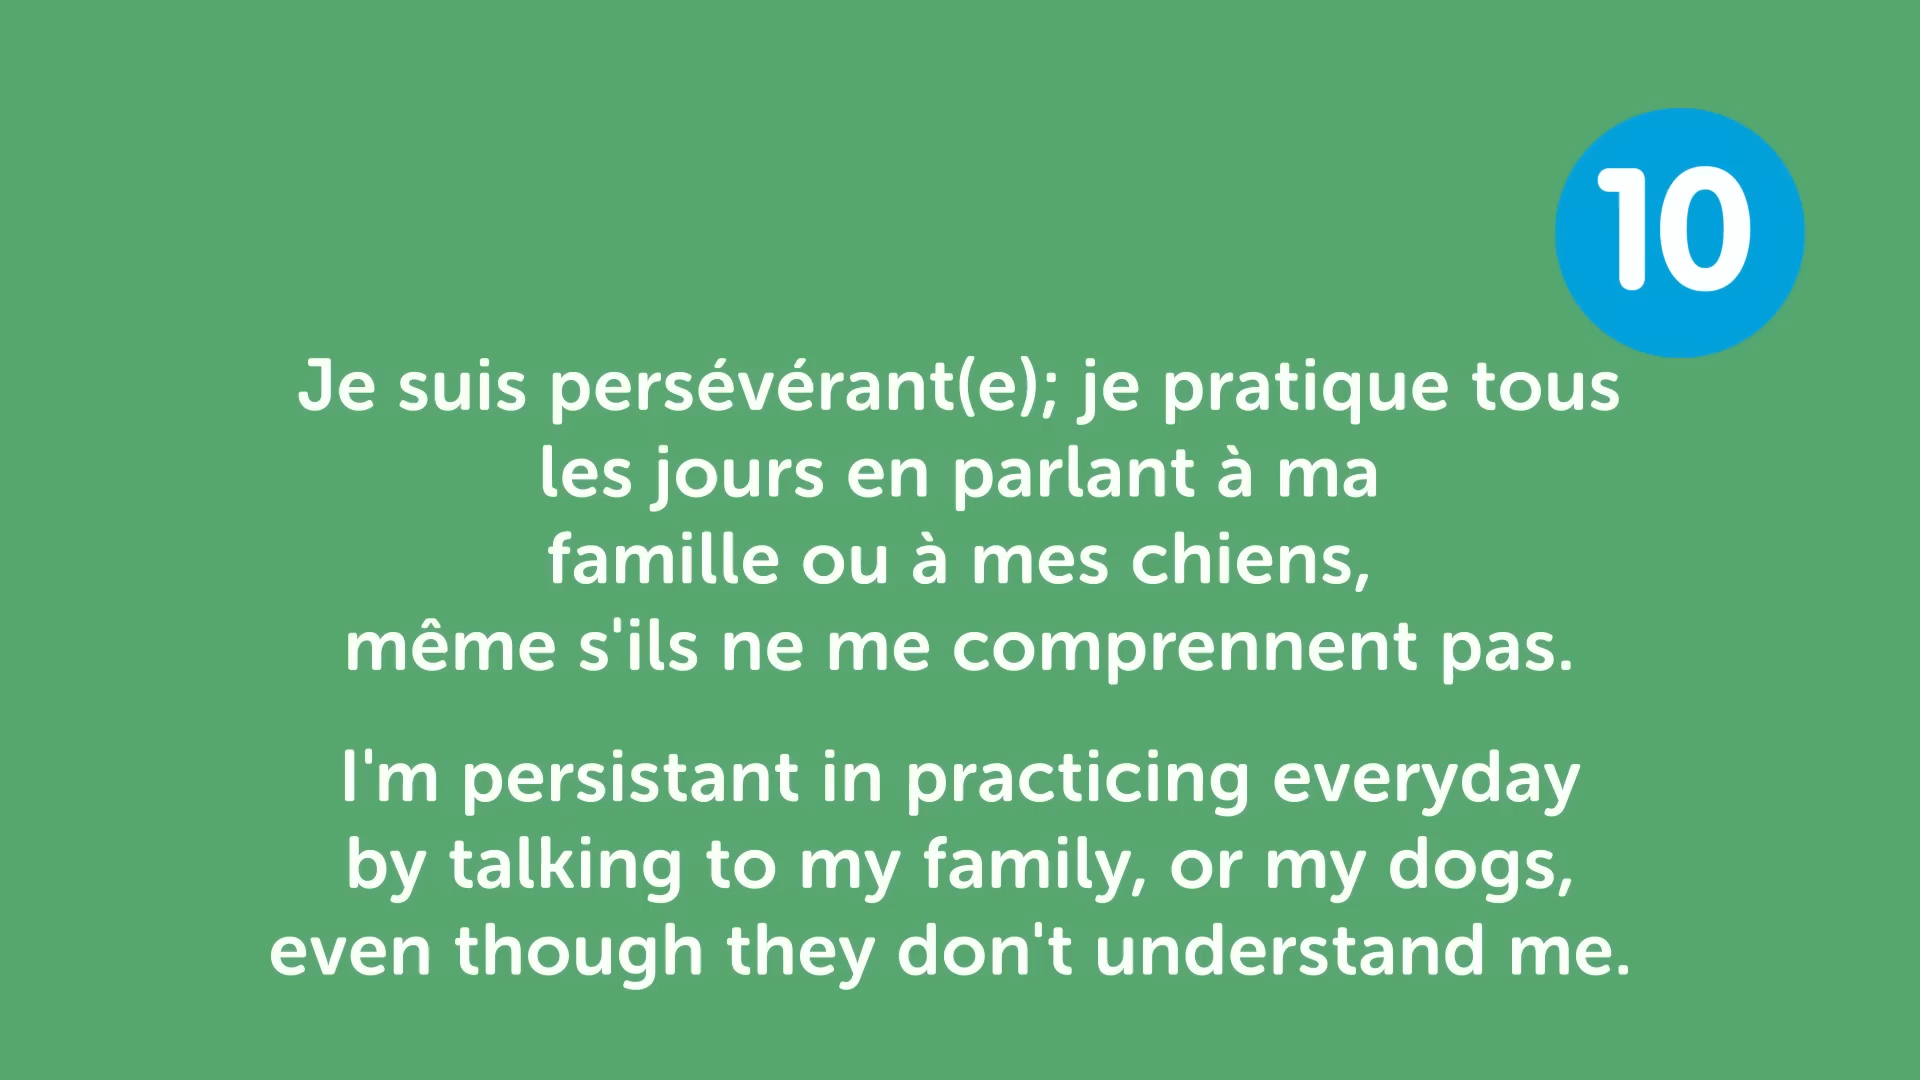 10
Je suis persévérant(e); je pratique tous
les jours en parlant à ma
famille ou à mes chiens,
même s'ils ne me comprennent pas.
I'm persistant in practicing everyday
by talking to my family, or my dogs,
even though they don't understand me.